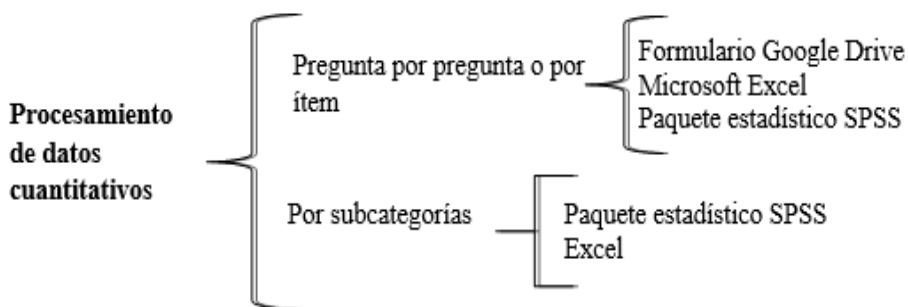 Procesamiento
de datos
cuantitativos
Pregunta por pregunta o por
ítem
Formulario Google Drive
Microsoft Excel
Paquete estadístico SPSS
Por subcategorías
Paquete estadístico SPSS
Excel